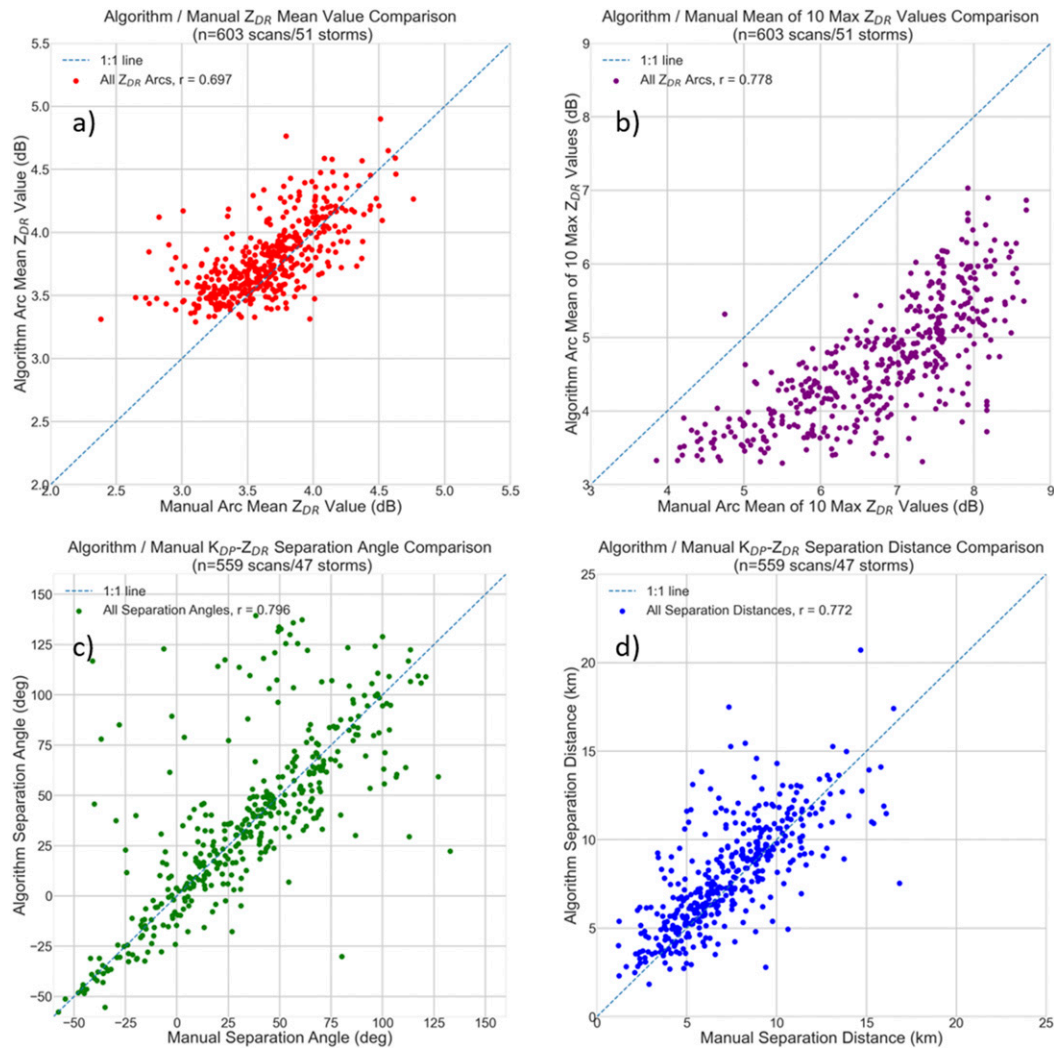 Algorithm / Manual Z_DR Mean Value Comparison
(n=603 scans/51 storms)
1:1 line
All Z_DR Arcs, r = 0.697
a)
Algorithm Arc Mean Z_DR Value (dB)
5.5
5.0
4.5
4.0
3.5
3.0
2.5
2.0
2.0 2.5 3.0 3.5 4.0 4.5 5.0 5.5
Manual Arc Mean Z_DR Value (dB)
Algorithm / Manual Mean of 10 Max Z_DR Values Comparison
(n=603 scans/51 storms)
1:1 line
All Z_DR Arcs, r = 0.778
b)
Algorithm Arc Mean of 10 Max Z_DR Values (dB)
9
8
7
6
5
4
3
3 4 5 6 7 8 9
Manual Arc Mean of 10 Max Z_DR Values (dB)
Algorithm / Manual K_DP-Z_DR Separation Angle Comparison
(n=559 scans/47 storms)
1:1 line
All Separation Angles, r = 0.796
c)
Algorithm Separation Angle (deg)
150
125
100
75
50
25
0
−25
−50
−50 −25 0 25 50 75 100 125 150
Manual Separation Angle (deg)
Algorithm / Manual K_DP-Z_DR Separation Distance Comparison
(n=559 scans/47 storms)
1:1 line
All Separation Distances, r = 0.772
d)
Algorithm Separation Distance (km)
25
20
15
10
5
0
0 5 10 15 20 25
Manual Separation Distance (km)